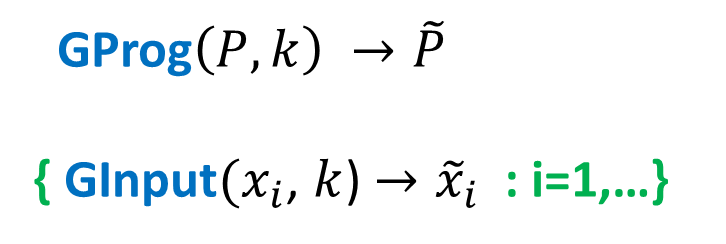 GProg(P, k) → P̃
{ GInput(xᵢ, k) → x̃ᵢ : i=1,...}